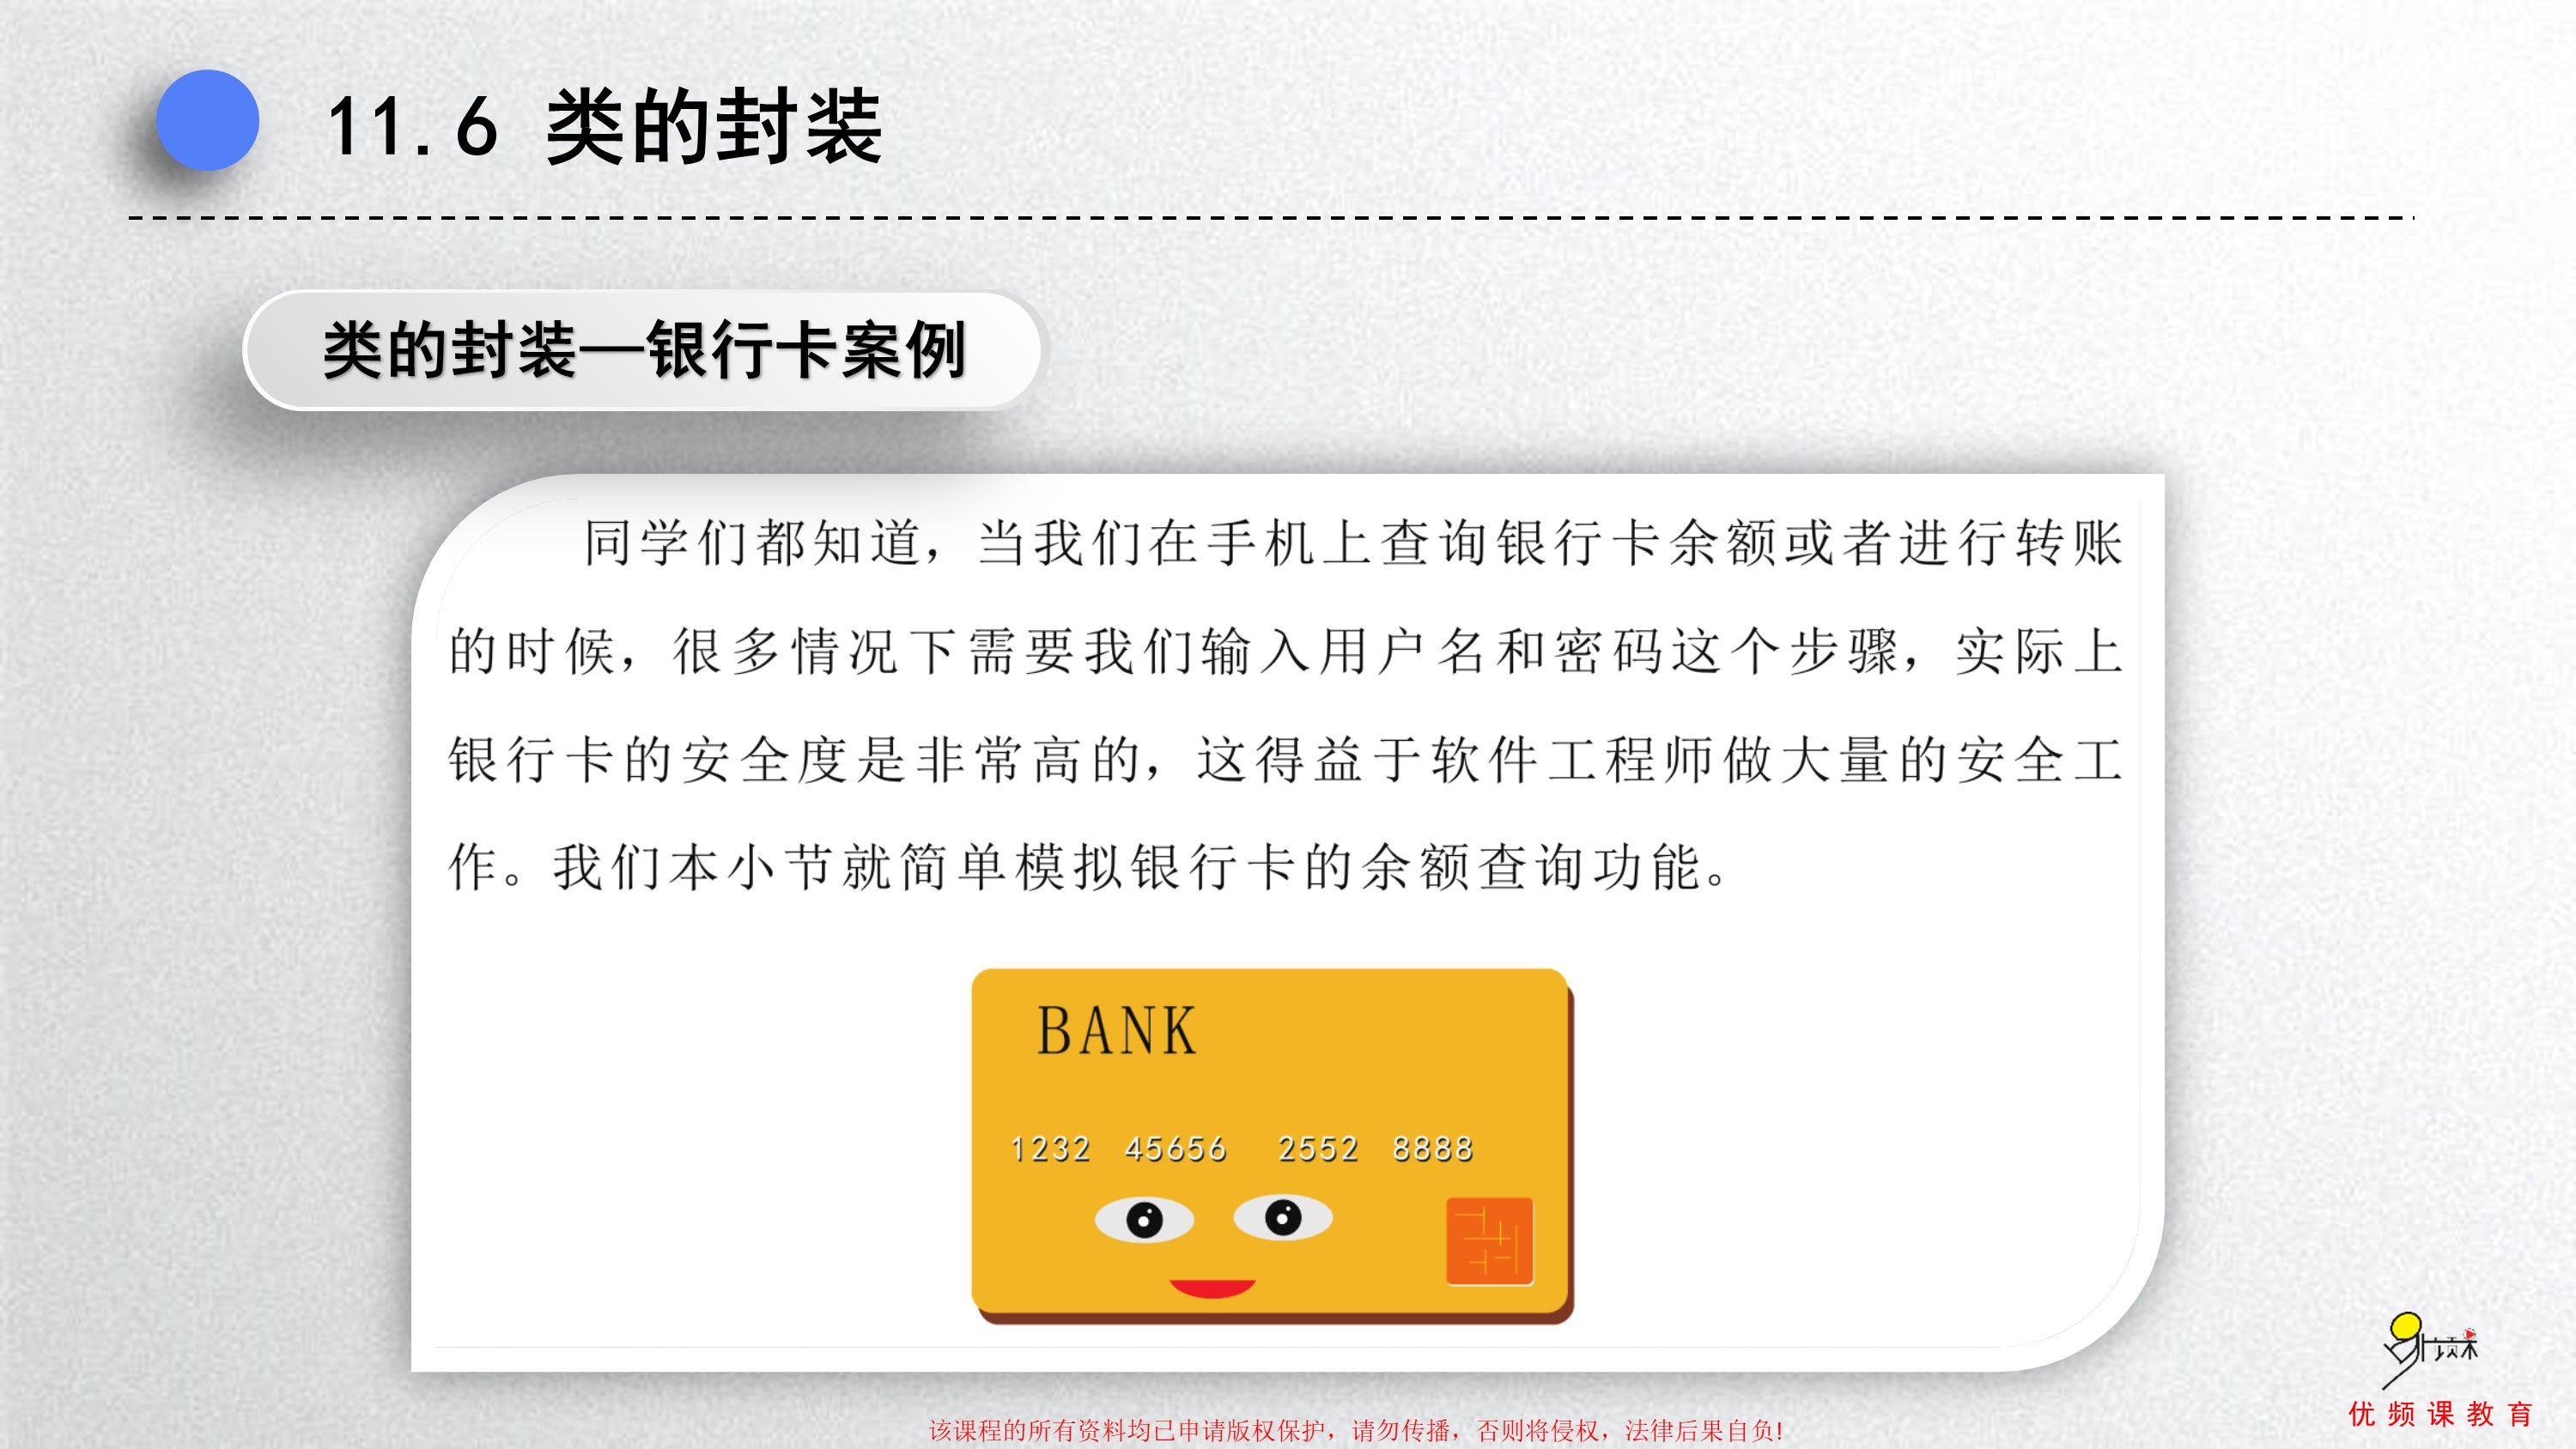 11.6 类的封装
类的封装—银行卡案例
同学们都知道，当我们在手机上查询银行卡余额或者进行转账
的时候，很多情况下需要我们输入用户名和密码这个步骤，实际上
银行卡的安全度是非常高的，这得益于软件工程师做大量的安全工
作。我们本小节就简单模拟银行卡的余额查询功能。
BANK
1232 45656 2552 8888
优频课教育
该课程的所有资料均已申请版权保护，请勿传播，否则将侵权，法律后果自负！